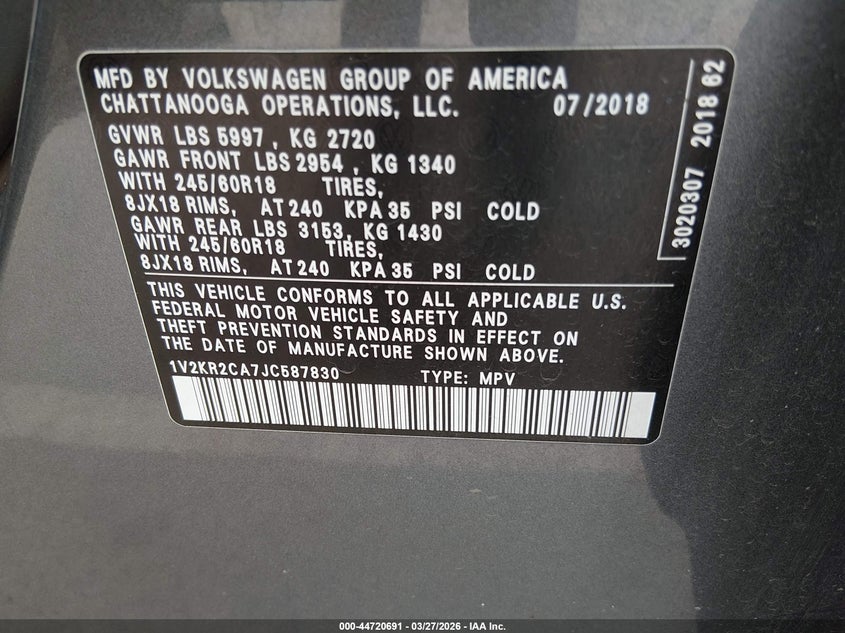 MFD BY VOLKSWAGEN GROUP OF AMERICA
CHATTANOOGA OPERATIONS, LLC. 07/2018
GVWR LBS 5997 , KG 2720
GAWR FRONT LBS 2954 , KG 1340
WITH 245/60R18 TIRES,
8JX18 RIMS, AT 240 KPA 35 PSI COLD
GAWR REAR LBS 3153, KG 1430
WITH 245/60R18 TIRES,
8JX18 RIMS, AT 240 KPA 35 PSI COLD
THIS VEHICLE CONFORMS TO ALL APPLICABLE U.S.
FEDERAL MOTOR VEHICLE SAFETY AND
THEFT PREVENTION STANDARDS IN EFFECT ON
THE DATE OF MANUFACTURE SHOWN ABOVE.
1V2KR2CA7JC587830 TYPE: MPV
3020307 2018 62
000-44720691 | 03/27/2026 | IAA Inc.